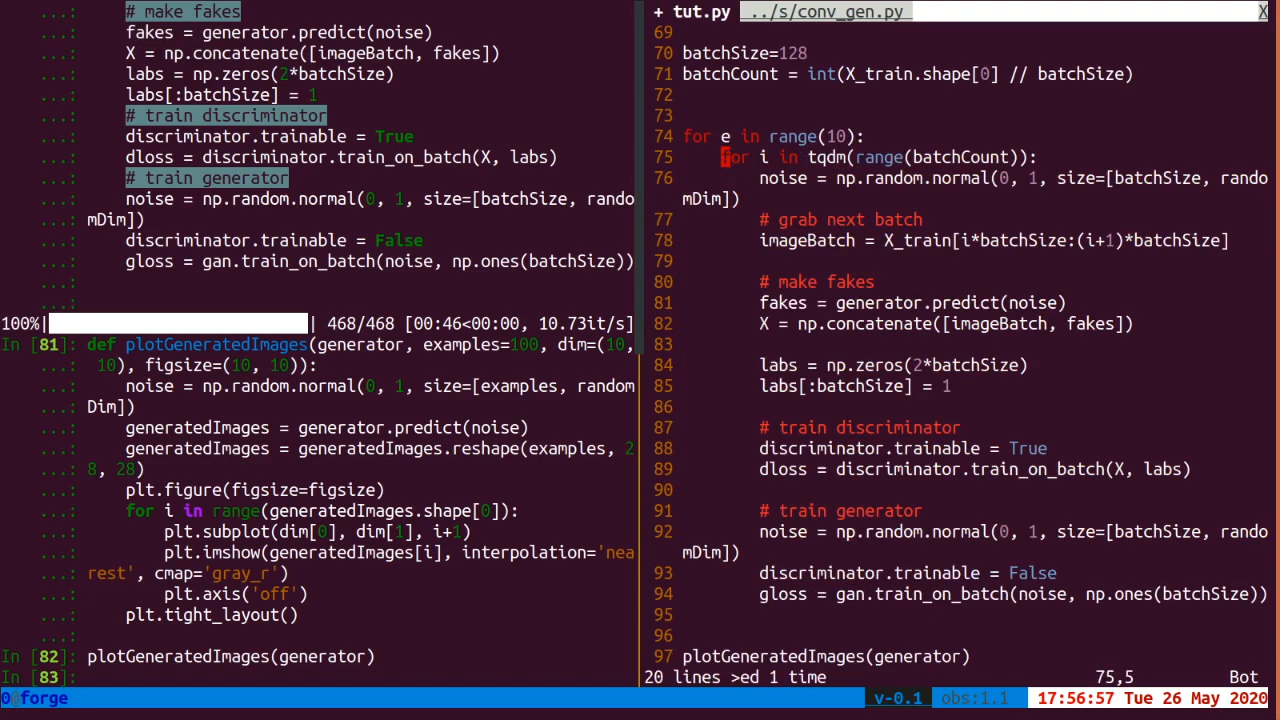 ...: # make fakes
...: fakes = generator.predict(noise)
...: X = np.concatenate([imageBatch, fakes])
...: labs = np.zeros(2*batchSize)
...: labs[:batchSize] = 1
...: # train discriminator
...: discriminator.trainable = True
...: dloss = discriminator.train_on_batch(X, labs)
...: # train generator
...: noise = np.random.normal(0, 1, size=[batchSize, rando
...: mDim])
...: discriminator.trainable = False
...: gloss = gan.train_on_batch(noise, np.ones(batchSize))
...:
...:
100%| | 468/468 [00:46<00:00, 10.73it/s]
In [81]: def plotGeneratedImages(generator, examples=100, dim=(10,
...: 10), figsize=(10, 10)):
...: noise = np.random.normal(0, 1, size=[examples, random
...: Dim])
...: generatedImages = generator.predict(noise)
...: generatedImages = generatedImages.reshape(examples, 2
...: 8, 28)
...: plt.figure(figsize=figsize)
...: for i in range(generatedImages.shape[0]):
...: plt.subplot(dim[0], dim[1], i+1)
...: plt.imshow(generatedImages[i], interpolation='nea
...: rest', cmap='gray_r')
...: plt.axis('off')
...: plt.tight_layout()
...:
In [82]: plotGeneratedImages(generator)
In [83]:
+ tut.py ../s/conv_gen.py X
69
70 batchSize=128
71 batchCount = int(X_train.shape[0] // batchSize)
72
73
74 for e in range(10):
75 for i in tqdm(range(batchCount)):
76 noise = np.random.normal(0, 1, size=[batchSize, rando
mDim])
77 # grab next batch
78 imageBatch = X_train[i*batchSize:(i+1)*batchSize]
79
80 # make fakes
81 fakes = generator.predict(noise)
82 X = np.concatenate([imageBatch, fakes])
83
84 labs = np.zeros(2*batchSize)
85 labs[:batchSize] = 1
86
87 # train discriminator
88 discriminator.trainable = True
89 dloss = discriminator.train_on_batch(X, labs)
90
91 # train generator
92 noise = np.random.normal(0, 1, size=[batchSize, rando
mDim])
93 discriminator.trainable = False
94 gloss = gan.train_on_batch(noise, np.ones(batchSize))
95
96
97 plotGeneratedImages(generator)
20 lines >ed 1 time 75,5 Bot
0@forge v-0.1 obs:1.1 17:56:57 Tue 26 May 2020